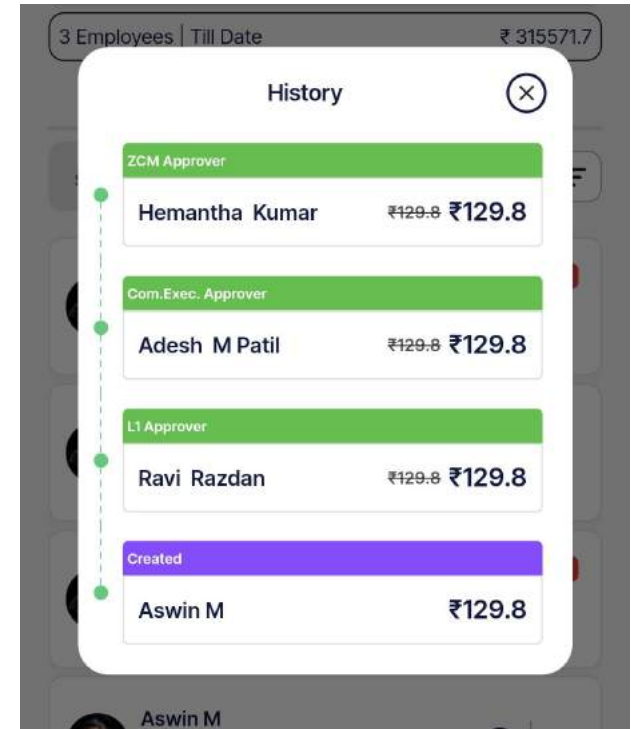 3 Employees | Till Date ₹ 315571.7
History
ZCM Approver
Hemantha Kumar ₹129.8 ₹129.8
Com.Exec. Approver
Adesh M Patil ₹129.8 ₹129.8
L1 Approver
Ravi Razdan ₹129.8 ₹129.8
Created
Aswin M ₹129.8
Aswin M